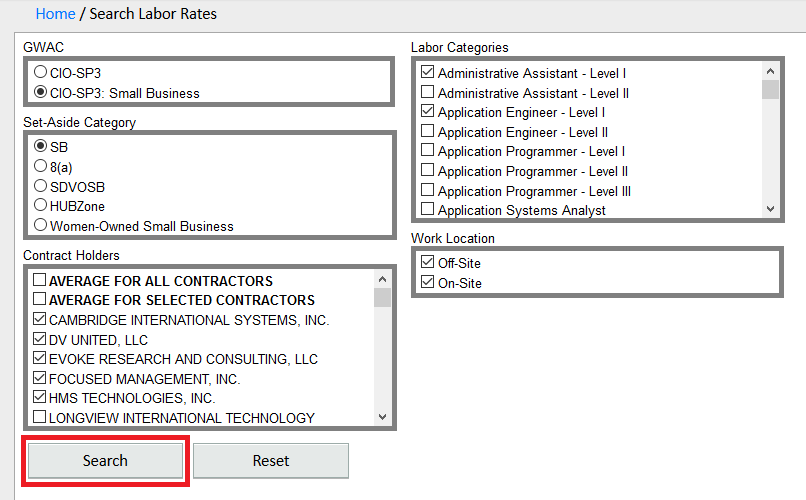 Home / Search Labor Rates
GWAC
CIO-SP3
CIO-SP3: Small Business
Set-Aside Category
SB
8(a)
SDVOSB
HUBZone
Women-Owned Small Business
Contract Holders
AVERAGE FOR ALL CONTRACTORS
AVERAGE FOR SELECTED CONTRACTORS
CAMBRIDGE INTERNATIONAL SYSTEMS, INC.
DV UNITED, LLC
EVOKE RESEARCH AND CONSULTING, LLC
FOCUSED MANAGEMENT, INC.
HMS TECHNOLOGIES, INC.
LONGVIEW INTERNATIONAL TECHNOLOGY
Labor Categories
Administrative Assistant - Level I
Administrative Assistant - Level II
Application Engineer - Level I
Application Engineer - Level II
Application Programmer - Level I
Application Programmer - Level II
Application Programmer - Level III
Application Systems Analyst
Work Location
Off-Site
On-Site
Search
Reset